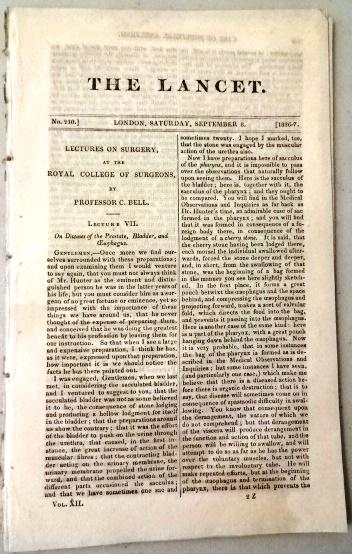 THE LANCET.
No. 210.]
LONDON, SATURDAY, SEPTEMBER 8.
[1826-7.
LECTURES ON SURGERY,
AT THE
ROYAL COLLEGE OF SURGEONS,
BY
PROFESSOR C. BELL.
LECTURE VII.
On Diseases of the Prostate, Bladder, and
Œsophagus.
GENTLEMEN,—Once more we find our-
selves surrounded with these preparations;
and upon examining them I would venture
to say again, that you must not always think
of Mr. Hunter as the eminent and distin-
guished person he was in the latter years of
his life, but you must consider him as a sur-
geon of no great fortune or eminence, yet so
impressed with the importance of these
things we have around us, that he never
thought of the expense of preparing them,
and conceived that he was doing the greatest
benefit to his profession by leaving them for
our instruction. So that when I see a large
and expensive preparation, I think he has,
as it were, expressed upon that preparation,
how important it is we should notice the
facts he has there pointed out.
I was engaged, Gentlemen, when we last
met, in considering the sacculated bladder,
and I ventured to suggest to you, that the
sacculated bladder was not as some believed
it to be, the consequence of stone lodging
and producing a hollow lodgment for itself
in the bladder; that the preparations around
us show the contrary; that it was the effort
of the bladder to push on the urine through
the urethra, that caused, in the first in-
stance, the great increase of action of the
muscular fibres; that the contracting blad-
der acting on the urinary membrane, the
urinary membrane propelled the urine for-
ward, and that the combined action of the
different parts occasioned the saccules;
and that we have sometimes one sac and
VOL. XII.
sometimes twenty. I hope I marked, too,
that the stone was engaged by the muscular
action of the urethra also.
Now I have preparations here of sacculus
of the pharynx, and it is impossible to pass
over the observations that naturally follow
upon seeing them. Here is the sacculus of
the bladder; here is, together with it, the
sacculus of the pharynx; and they ought to
be compared. You will find in the Medical
Observations and Inquiries as far back as
Dr. Hunter's time, an admirable case of sac
formed in the pharynx; and you will find
that it was formed in consequence of a fo-
reign body there, in consequence of the
lodgment of a cherry stone. It is said, that
the cherry stone having been lodged there,
each format the individual swallowed after-
wards, forced the stone deeper and deeper,
and, in short, from the swallowing of that
stone, was the beginning of a bag formed
in the manner you see here slightly sketch-
ed. In the first place, it forms a great
pouch betwixt the œsophagus and the space
behind, and compressing the œsophagus and
projecting forward, makes a sort of valvular
fold, which directs the food into the bag,
and prevents it passing into the œsophagus.
Here is another case of the same kind: here
is a part of the pharynx, with a great pouch
hanging down behind the œsophagus. Now
it is very probable, that in some instances
the bag of the pharynx is formed as is de-
scribed in the Medical Observations and
Inquiries; but some instances I have seen,
(and particularly one case,) which make me
believe that there is a diseased action be-
fore there is organic destruction; that is to
say, that disease will sometimes come on in
consequence of spasmodic difficulty in swal-
lowing. You know that consequent upon
the derangement, the nature of which we
do not comprehend; but that derangement
of the viscera will produce derangement in
the function and action of that tube, and the
person will be willing to swallow, and will
attempt to do so as far as he has the power
over the voluntary muscles, but not with
respect to the involuntary tube. He will
make repeated efforts, but at the beginning
of the œsophagus and termination of the
pharynx, there is that which prevents the
2 Z